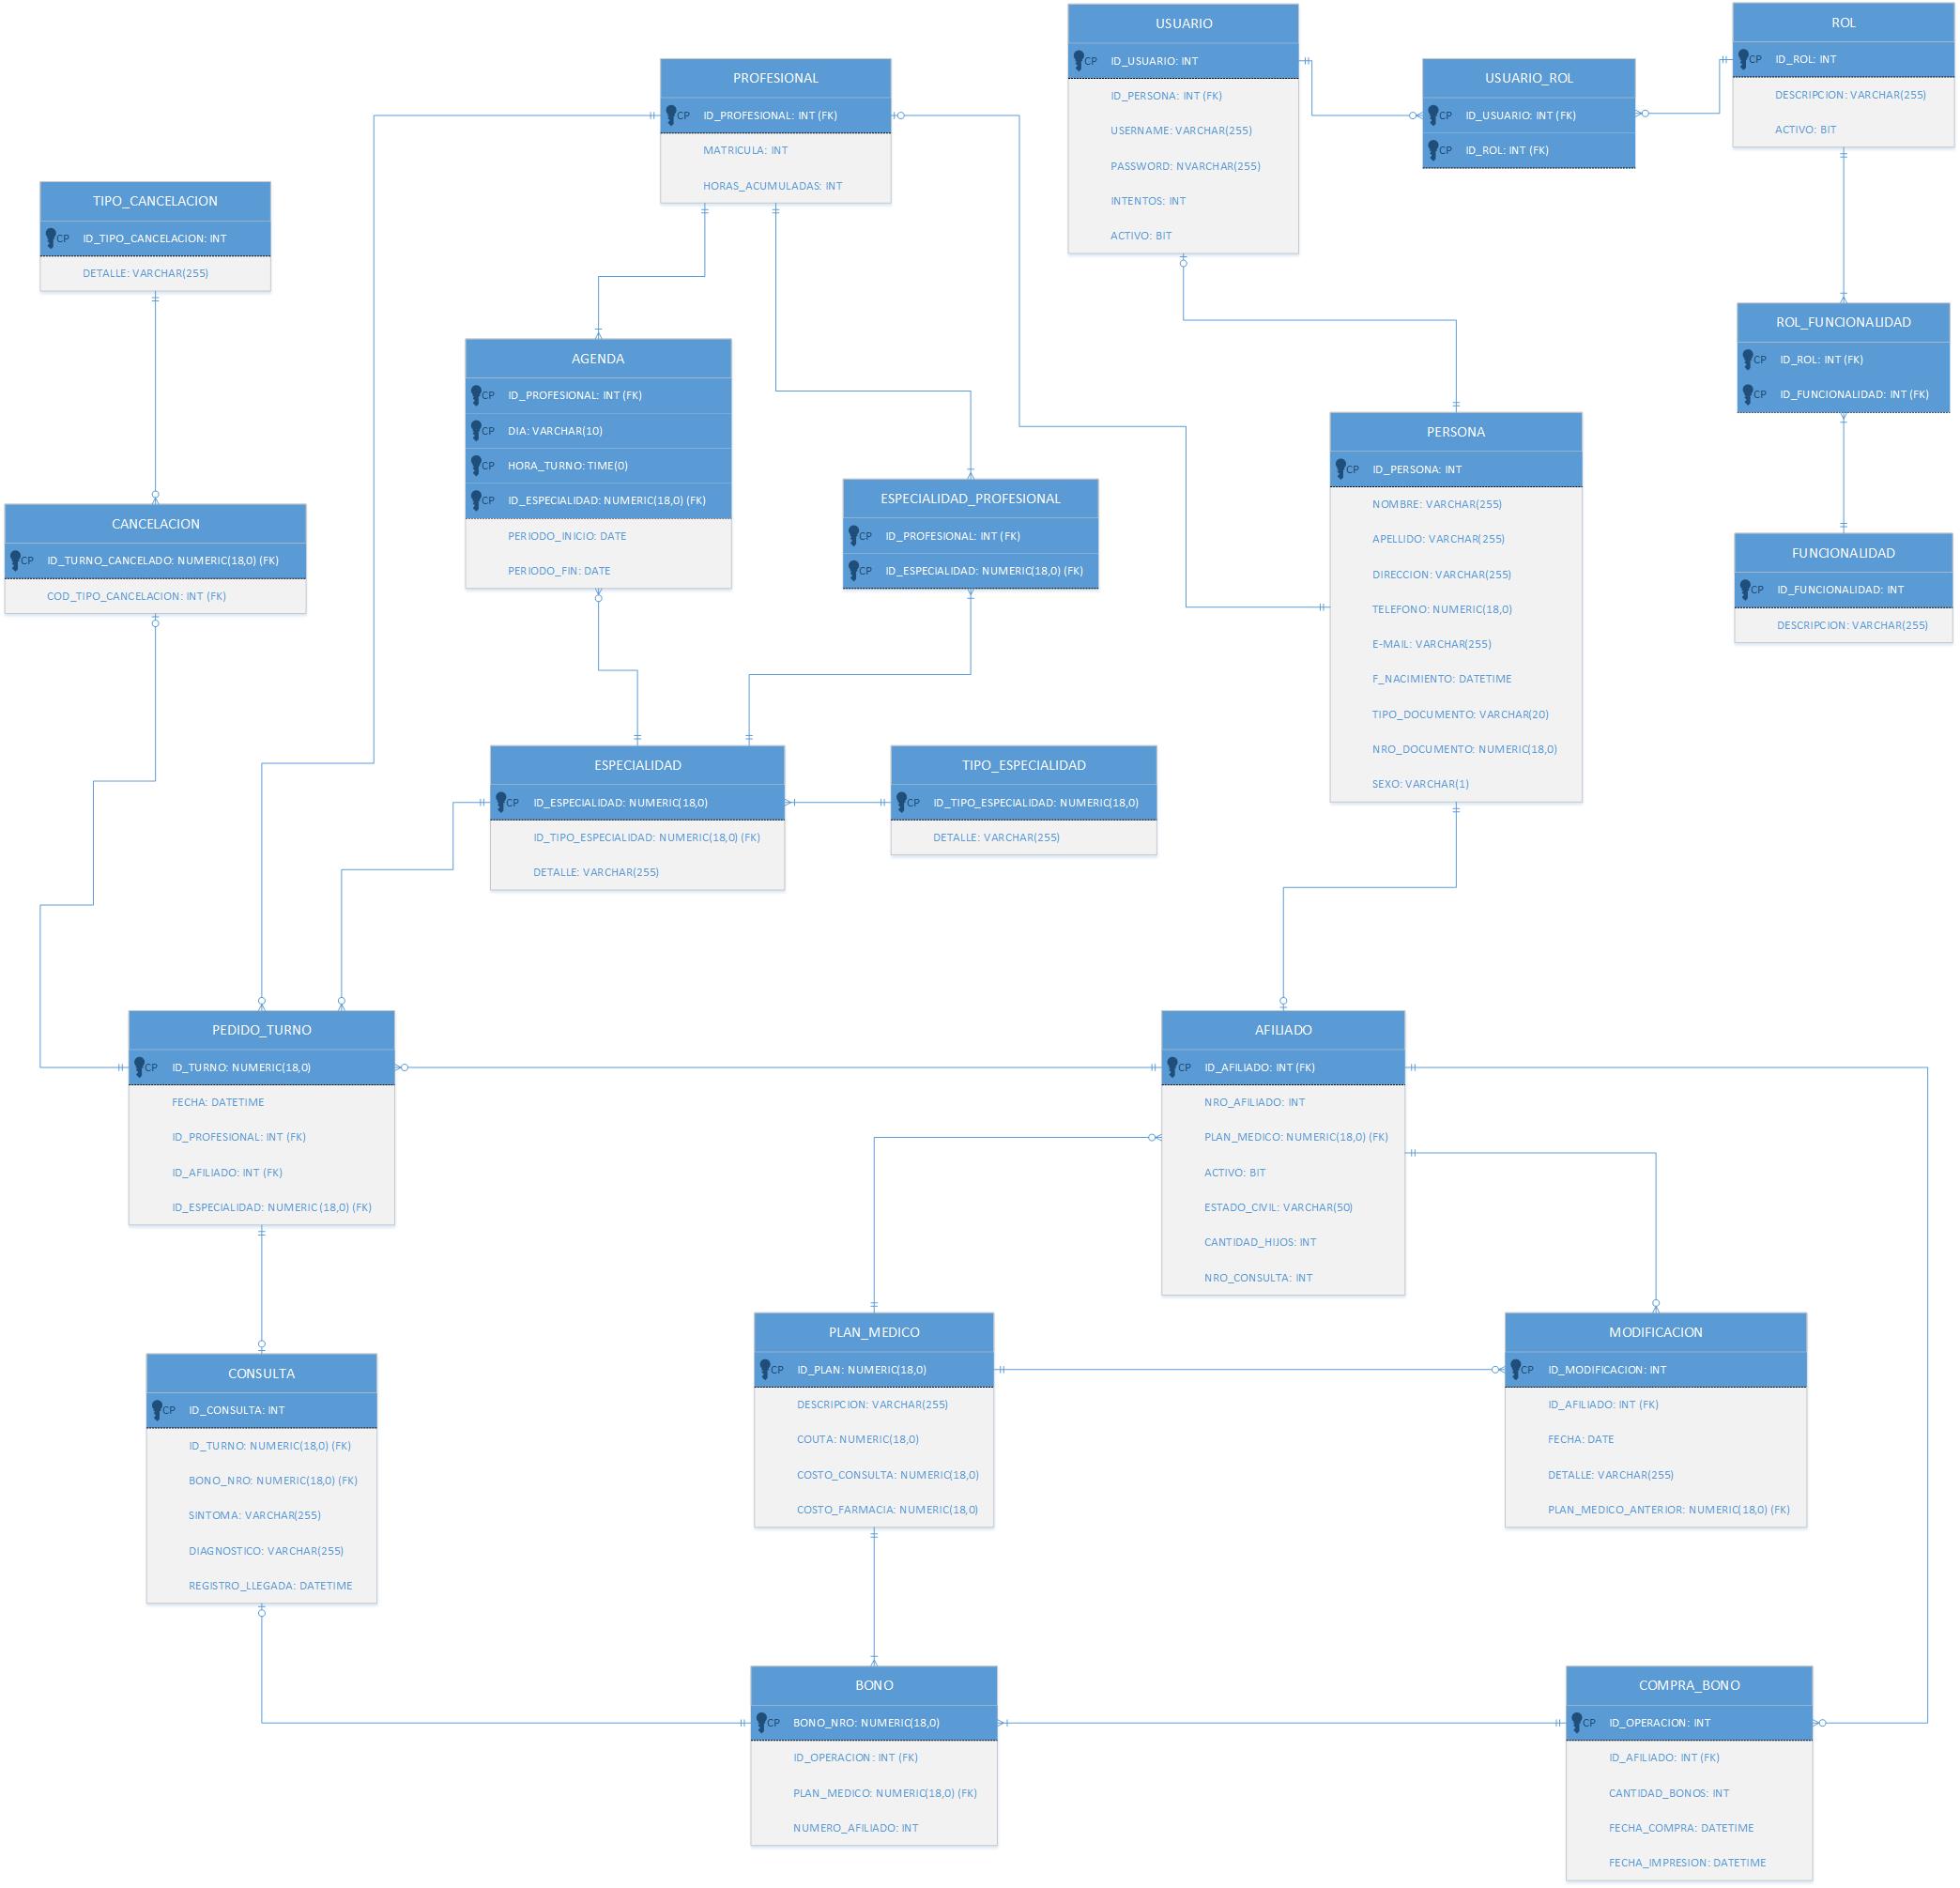 USUARIO
CP ID_USUARIO: INT
ID_PERSONA: INT (FK)
USERNAME: VARCHAR(255)
PASSWORD: NVARCHAR(255)
INTENTOS: INT
ACTIVO: BIT
ROL
CP ID_ROL: INT
DESCRIPCION: VARCHAR(255)
ACTIVO: BIT
PROFESIONAL
CP ID_PROFESIONAL: INT (FK)
MATRICULA: INT
HORAS_ACUMULADAS: INT
USUARIO_ROL
CP ID_USUARIO: INT (FK)
CP ID_ROL: INT (FK)
TIPO_CANCELACION
CP ID_TIPO_CANCELACION: INT
DETALLE: VARCHAR(255)
ROL_FUNCIONALIDAD
CP ID_ROL: INT (FK)
CP ID_FUNCIONALIDAD: INT (FK)
AGENDA
CP ID_PROFESIONAL: INT (FK)
CP DIA: VARCHAR(10)
CP HORA_TURNO: TIME(0)
CP ID_ESPECIALIDAD: NUMERIC(18,0) (FK)
PERIODO_INICIO: DATE
PERIODO_FIN: DATE
PERSONA
CP ID_PERSONA: INT
NOMBRE: VARCHAR(255)
APELLIDO: VARCHAR(255)
DIRECCION: VARCHAR(255)
TELEFONO: NUMERIC(18,0)
E-MAIL: VARCHAR(255)
F_NACIMIENTO: DATETIME
TIPO_DOCUMENTO: VARCHAR(20)
NRO_DOCUMENTO: NUMERIC(18,0)
SEXO: VARCHAR(1)
ESPECIALIDAD_PROFESIONAL
CP ID_PROFESIONAL: INT (FK)
CP ID_ESPECIALIDAD: NUMERIC(18,0) (FK)
CANCELACION
CP ID_TURNO_CANCELADO: NUMERIC(18,0) (FK)
COD_TIPO_CANCELACION: INT (FK)
FUNCIONALIDAD
CP ID_FUNCIONALIDAD: INT
DESCRIPCION: VARCHAR(255)
ESPECIALIDAD
CP ID_ESPECIALIDAD: NUMERIC(18,0)
ID_TIPO_ESPECIALIDAD: NUMERIC(18,0) (FK)
DETALLE: VARCHAR(255)
TIPO_ESPECIALIDAD
CP ID_TIPO_ESPECIALIDAD: NUMERIC(18,0)
DETALLE: VARCHAR(255)
PEDIDO_TURNO
CP ID_TURNO: NUMERIC(18,0)
FECHA: DATETIME
ID_PROFESIONAL: INT (FK)
ID_AFILIADO: INT (FK)
ID_ESPECIALIDAD: NUMERIC (18,0) (FK)
AFILIADO
CP ID_AFILIADO: INT (FK)
NRO_AFILIADO: INT
PLAN_MEDICO: NUMERIC(18,0) (FK)
ACTIVO: BIT
ESTADO_CIVIL: VARCHAR(50)
CANTIDAD_HIJOS: INT
NRO_CONSULTA: INT
PLAN_MEDICO
CP ID_PLAN: NUMERIC(18,0)
DESCRIPCION: VARCHAR(255)
COUTA: NUMERIC(18,0)
COSTO_CONSULTA: NUMERIC(18,0)
COSTO_FARMACIA: NUMERIC(18,0)
MODIFICACION
CP ID_MODIFICACION: INT
ID_AFILIADO: INT (FK)
FECHA: DATE
DETALLE: VARCHAR(255)
PLAN_MEDICO_ANTERIOR: NUMERIC(18,0) (FK)
CONSULTA
CP ID_CONSULTA: INT
ID_TURNO: NUMERIC(18,0) (FK)
BONO_NRO: NUMERIC(18,0) (FK)
SINTOMA: VARCHAR(255)
DIAGNOSTICO: VARCHAR(255)
REGISTRO_LLEGADA: DATETIME
BONO
CP BONO_NRO: NUMERIC(18,0)
ID_OPERACION: INT (FK)
PLAN_MEDICO: NUMERIC(18,0) (FK)
NUMERO_AFILIADO: INT
COMPRA_BONO
CP ID_OPERACION: INT
ID_AFILIADO: INT (FK)
CANTIDAD_BONOS: INT
FECHA_COMPRA: DATETIME
FECHA_IMPRESION: DATETIME